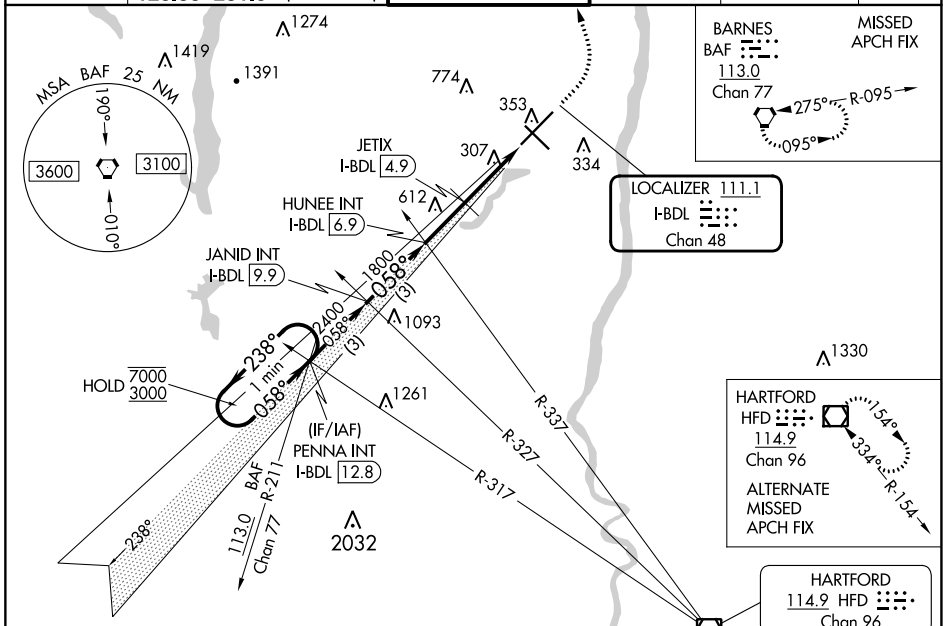 1274
1419
1391
MSA BAF 25 NM
190°
3600
3100
010°
774
353
307
334
JETIX
I-BDL 4.9
612
HUNEE INT
I-BDL 6.9
JANID INT
I-BDL 9.9
1800
058°
(3)
2400
058°
(3)
1093
238°
1 min
058°
HOLD 7000
3000
1261
(IF/IAF)
PENNA INT
I-BDL 12.8
BAF
R-211
113.0
Chan 77
238°
2032
R-337
R-327
R-317
BARNES
BAF
113.0
Chan 77
MISSED
APCH FIX
275°
R-095
095°
LOCALIZER 111.1
I-BDL
Chan 48
1330
HARTFORD
HFD
114.9
Chan 96
154°
334°
R-154
ALTERNATE
MISSED
APCH FIX
HARTFORD
114.9 HFD
Chan 96